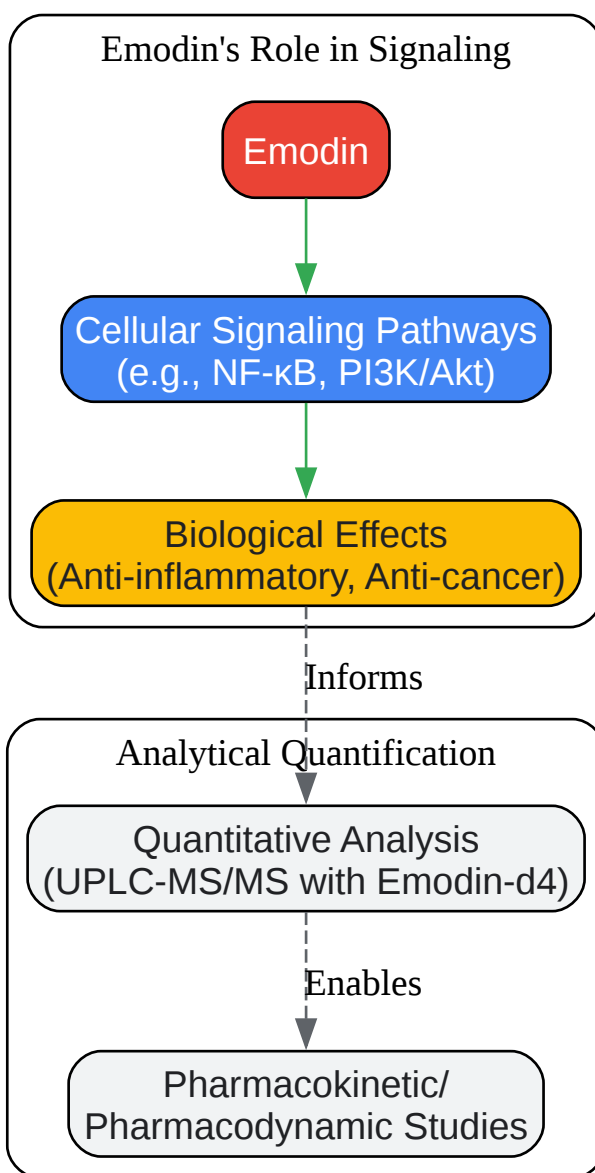 Emodin's Role in Signaling
Emodin
Cellular Signaling Pathways
(e.g., NF-κB, PI3K/Akt)
Biological Effects
(Anti-inflammatory, Anti-cancer)
Informs
Analytical Quantification
Quantitative Analysis
(UPLC-MS/MS with Emodin-d4)
Enables
Pharmacokinetic/
Pharmacodynamic Studies